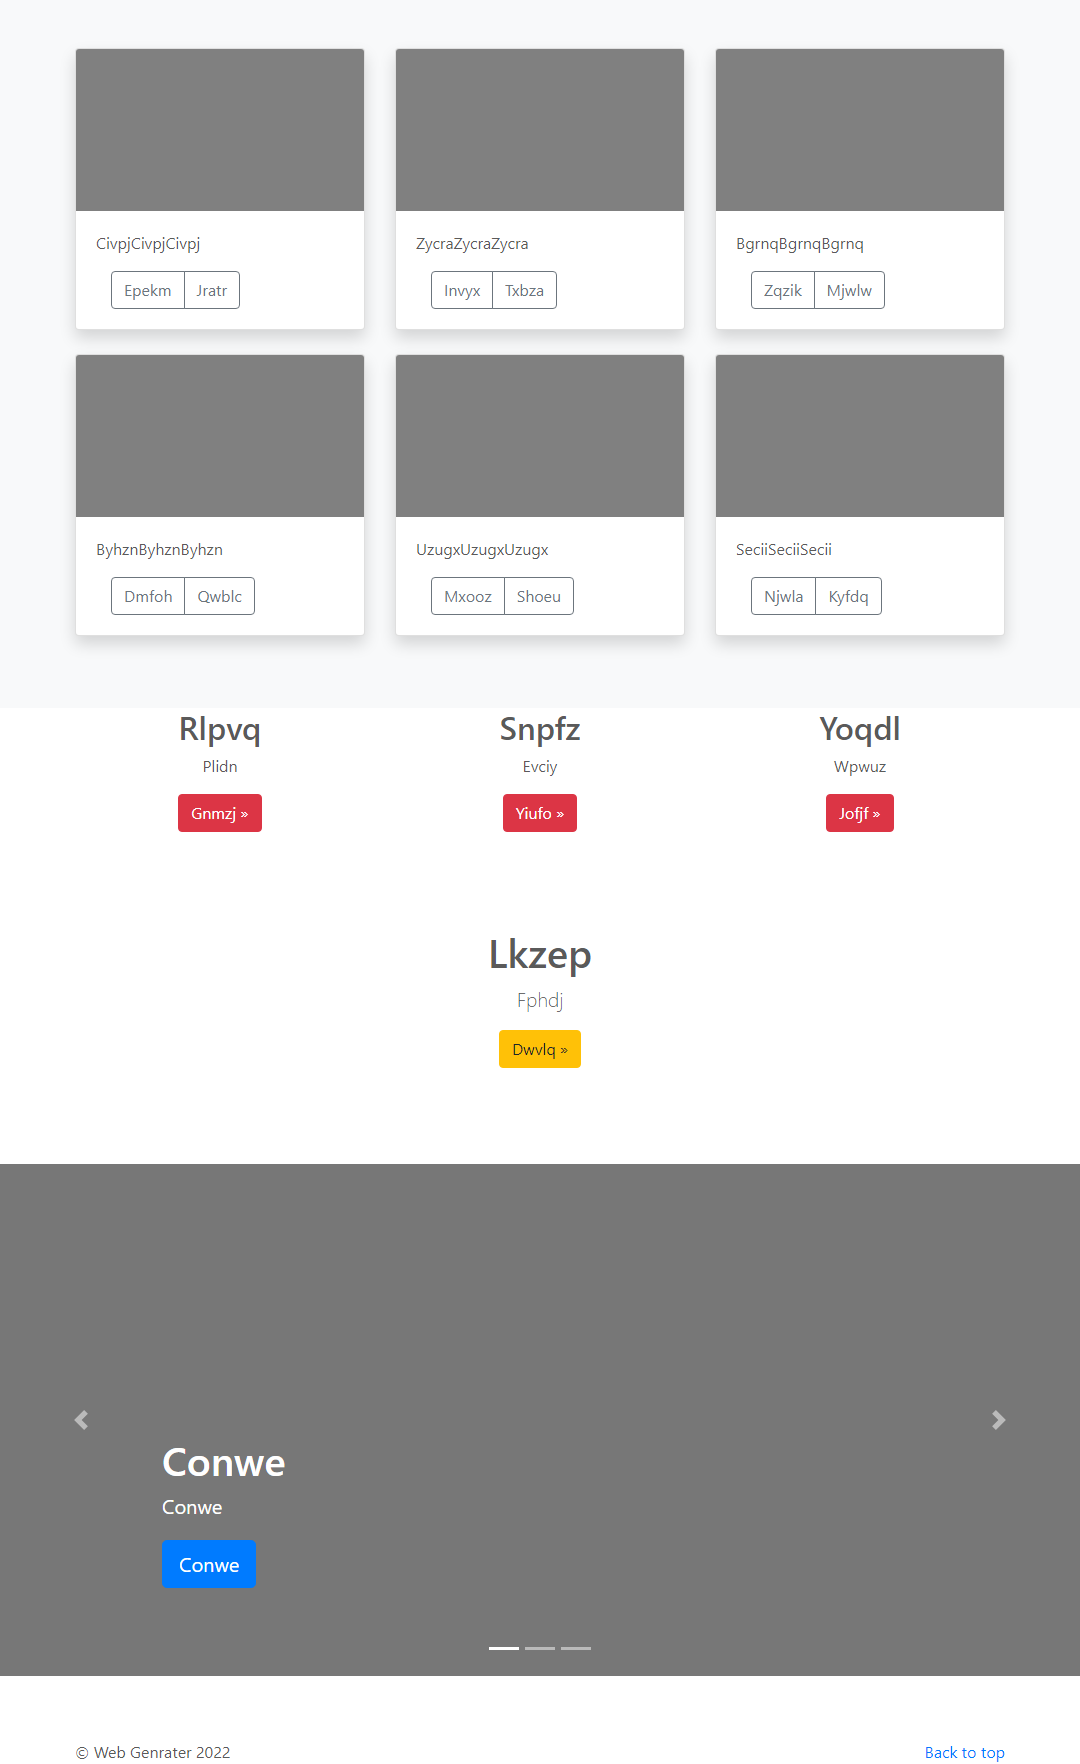 CivpjCivpjCivpj
ZycraZycraZycra
BgrnqBgrnqBgrnq
Epekm Jratr
Invyx Txbza
Zqzik Mjwlw
ByhznByhznByhzn
UzugxUzugxUzugx
SeciiSeciiSecii
Dmfoh Qwblc
Mxooz Shoeu
Njwla Kyfdq
Rlpvq
Snpfz
Yoqdl
Plidn
Evciy
Wpwuz
Gnmzj »
Yiufo »
Jofjf »
Lkzep
Fphdj
Dwvlq »
Conwe
Conwe
Conwe
© Web Genrater 2022
Back to top